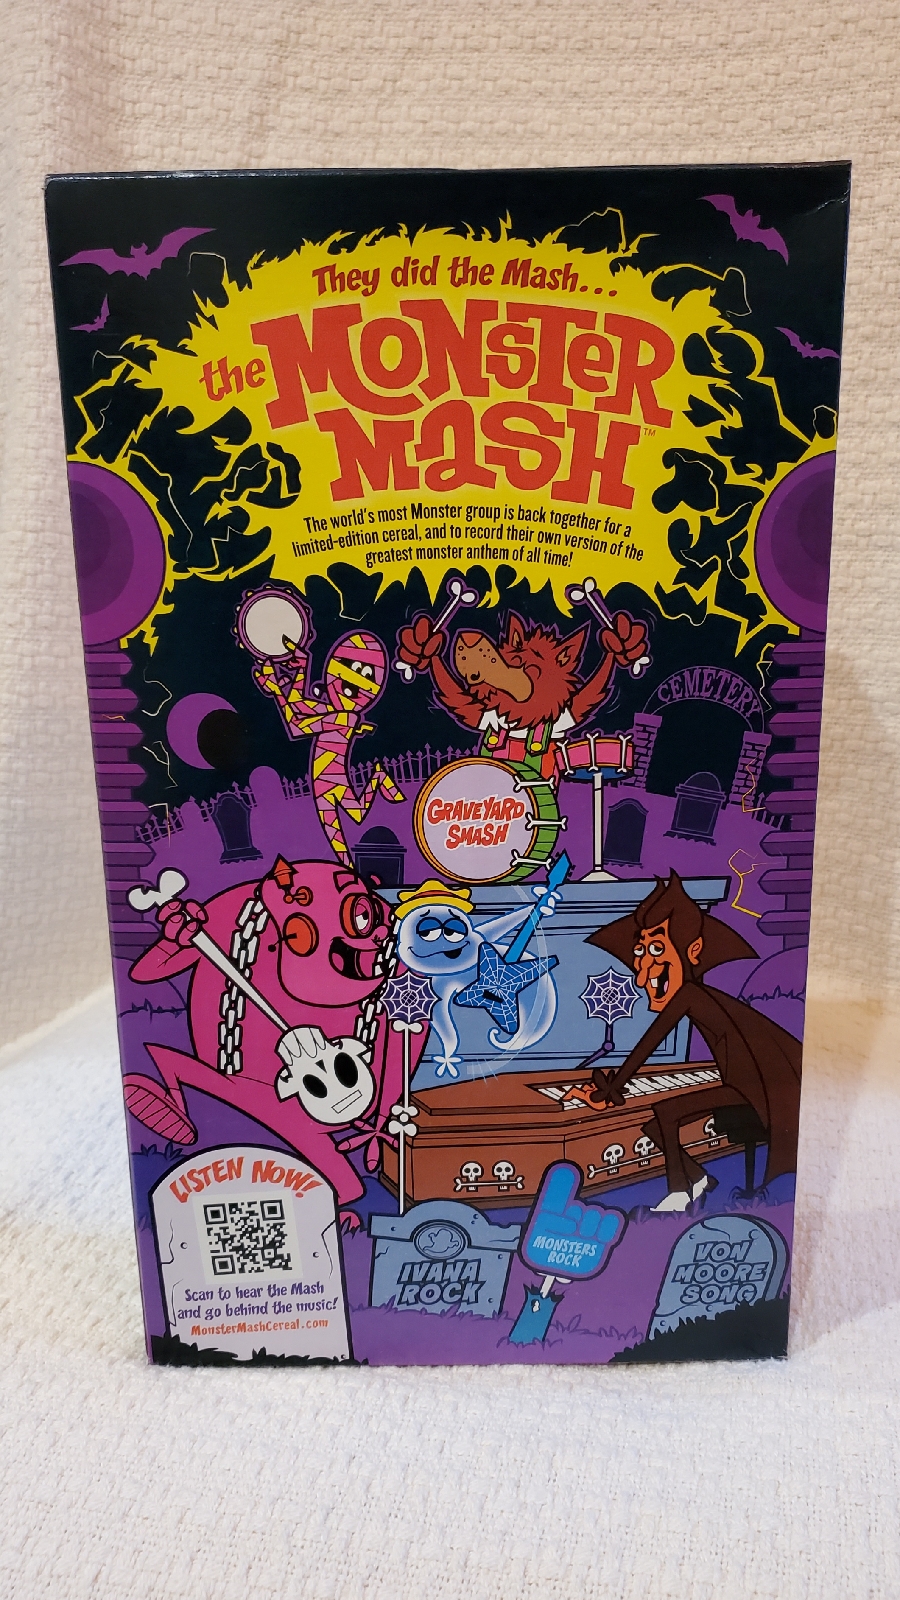 They did the Mash...
the MONSTER
MASH™
The world's most Monster group is back together for a
limited-edition cereal, and to record their own version of the
greatest monster anthem of all time!
CEMETERY
GRAVEYARD
SMASH
LISTEN NOW!
Scan to hear the Mash
and go behind the music!
MonsterMashCereal.com
IVANA
ROCK
MONSTERS
ROCK
VON
MOORE
SONG